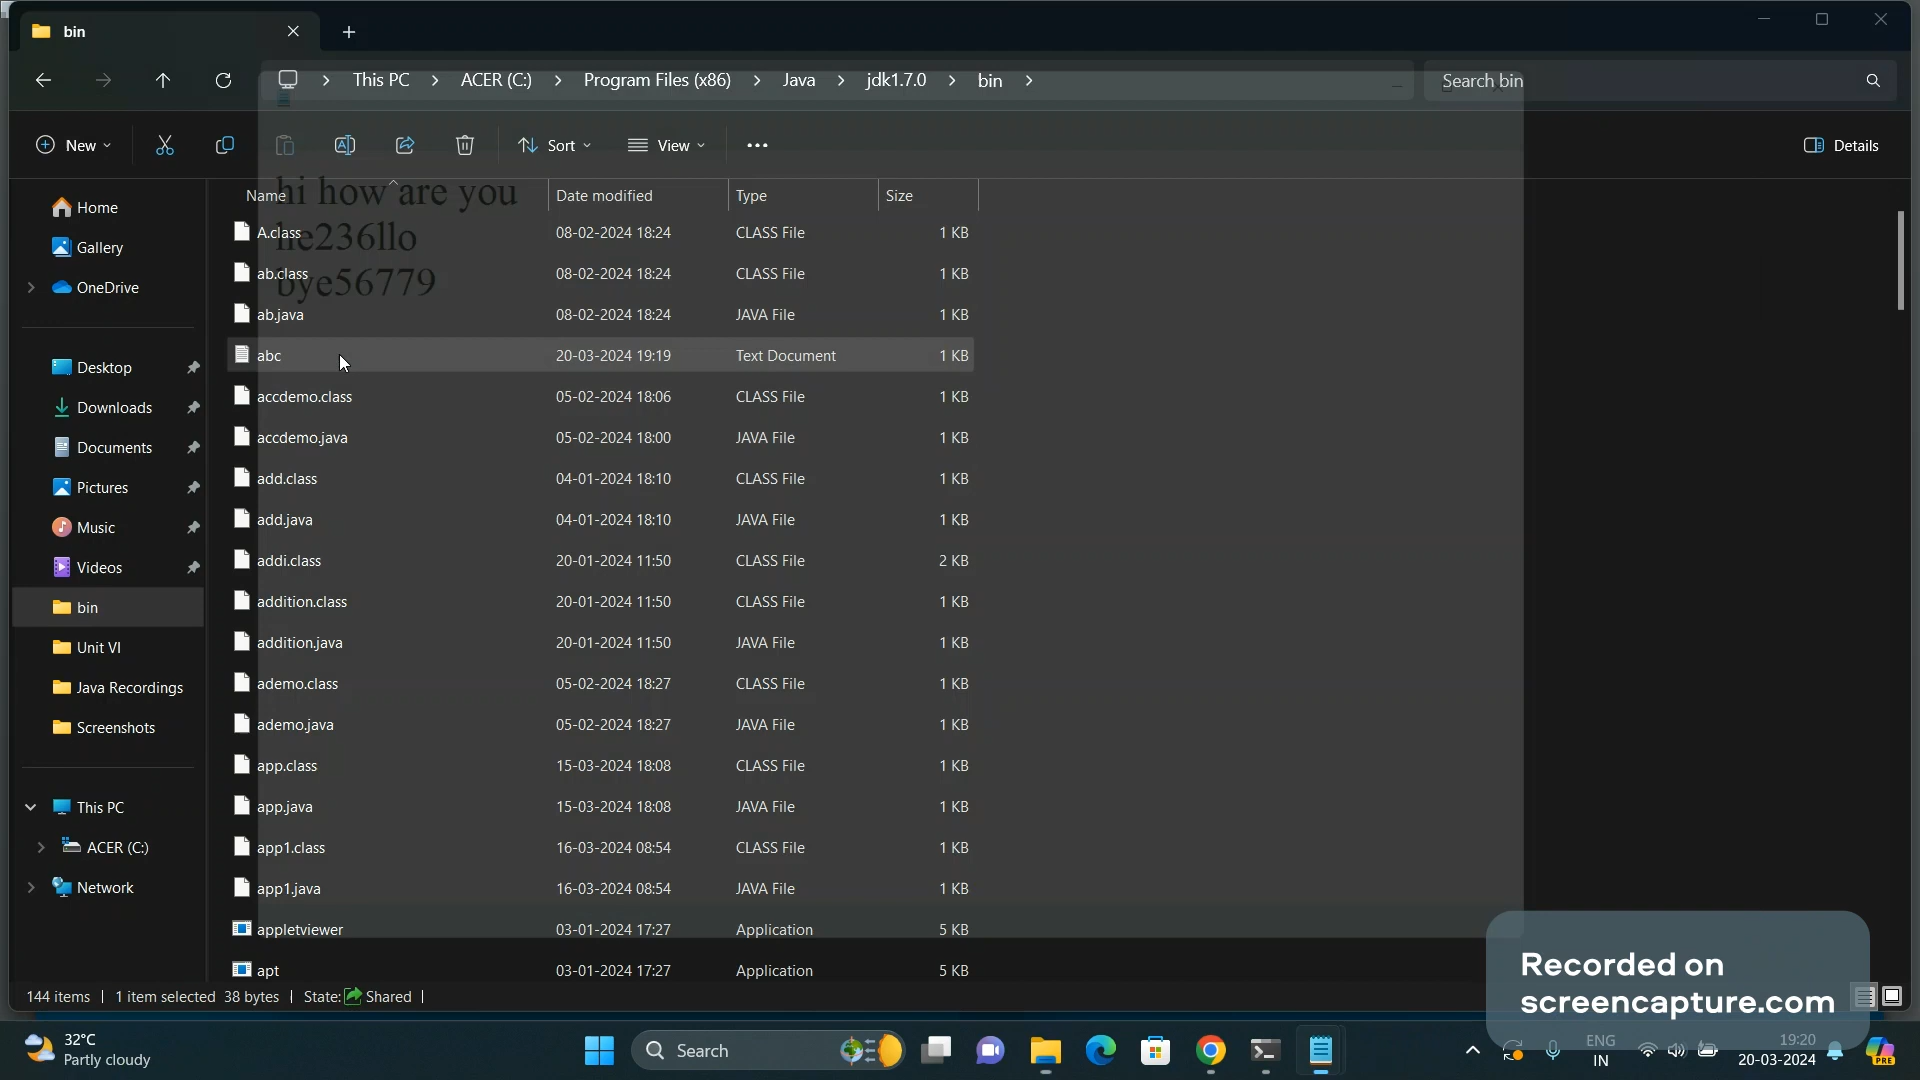 bin
This PC > ACER (C:) > Program Files (x86) > Java > jdk1.7.0 > bin >
Search bin
New
Sort
View
Details
Name
Date modified
Type
Size
hi how are you
he236llo
bye56779
A.class 08-02-2024 18:24 CLASS File 1 KB
ab.class 08-02-2024 18:24 CLASS File 1 KB
ab.java 08-02-2024 18:24 JAVA File 1 KB
abc 20-03-2024 19:19 Text Document 1 KB
accdemo.class 05-02-2024 18:06 CLASS File 1 KB
accdemo.java 05-02-2024 18:00 JAVA File 1 KB
add.class 04-01-2024 18:10 CLASS File 1 KB
add.java 04-01-2024 18:10 JAVA File 1 KB
addi.class 20-01-2024 11:50 CLASS File 2 KB
addition.class 20-01-2024 11:50 CLASS File 1 KB
addition.java 20-01-2024 11:50 JAVA File 1 KB
ademo.class 05-02-2024 18:27 CLASS File 1 KB
ademo.java 05-02-2024 18:27 JAVA File 1 KB
app.class 15-03-2024 18:08 CLASS File 1 KB
app.java 15-03-2024 18:08 JAVA File 1 KB
app1.class 16-03-2024 08:54 CLASS File 1 KB
app1.java 16-03-2024 08:54 JAVA File 1 KB
appletviewer 03-01-2024 17:27 Application 5 KB
apt 03-01-2024 17:27 Application 5 KB
Home
Gallery
OneDrive
Desktop
Downloads
Documents
Pictures
Music
Videos
bin
Unit VI
Java Recordings
Screenshots
This PC
ACER (C:)
Network
144 items | 1 item selected 38 bytes | State: Shared |
Recorded on
screencapture.com
32°C
Partly cloudy
Search
ENG
IN
19:20
20-03-2024
PRE